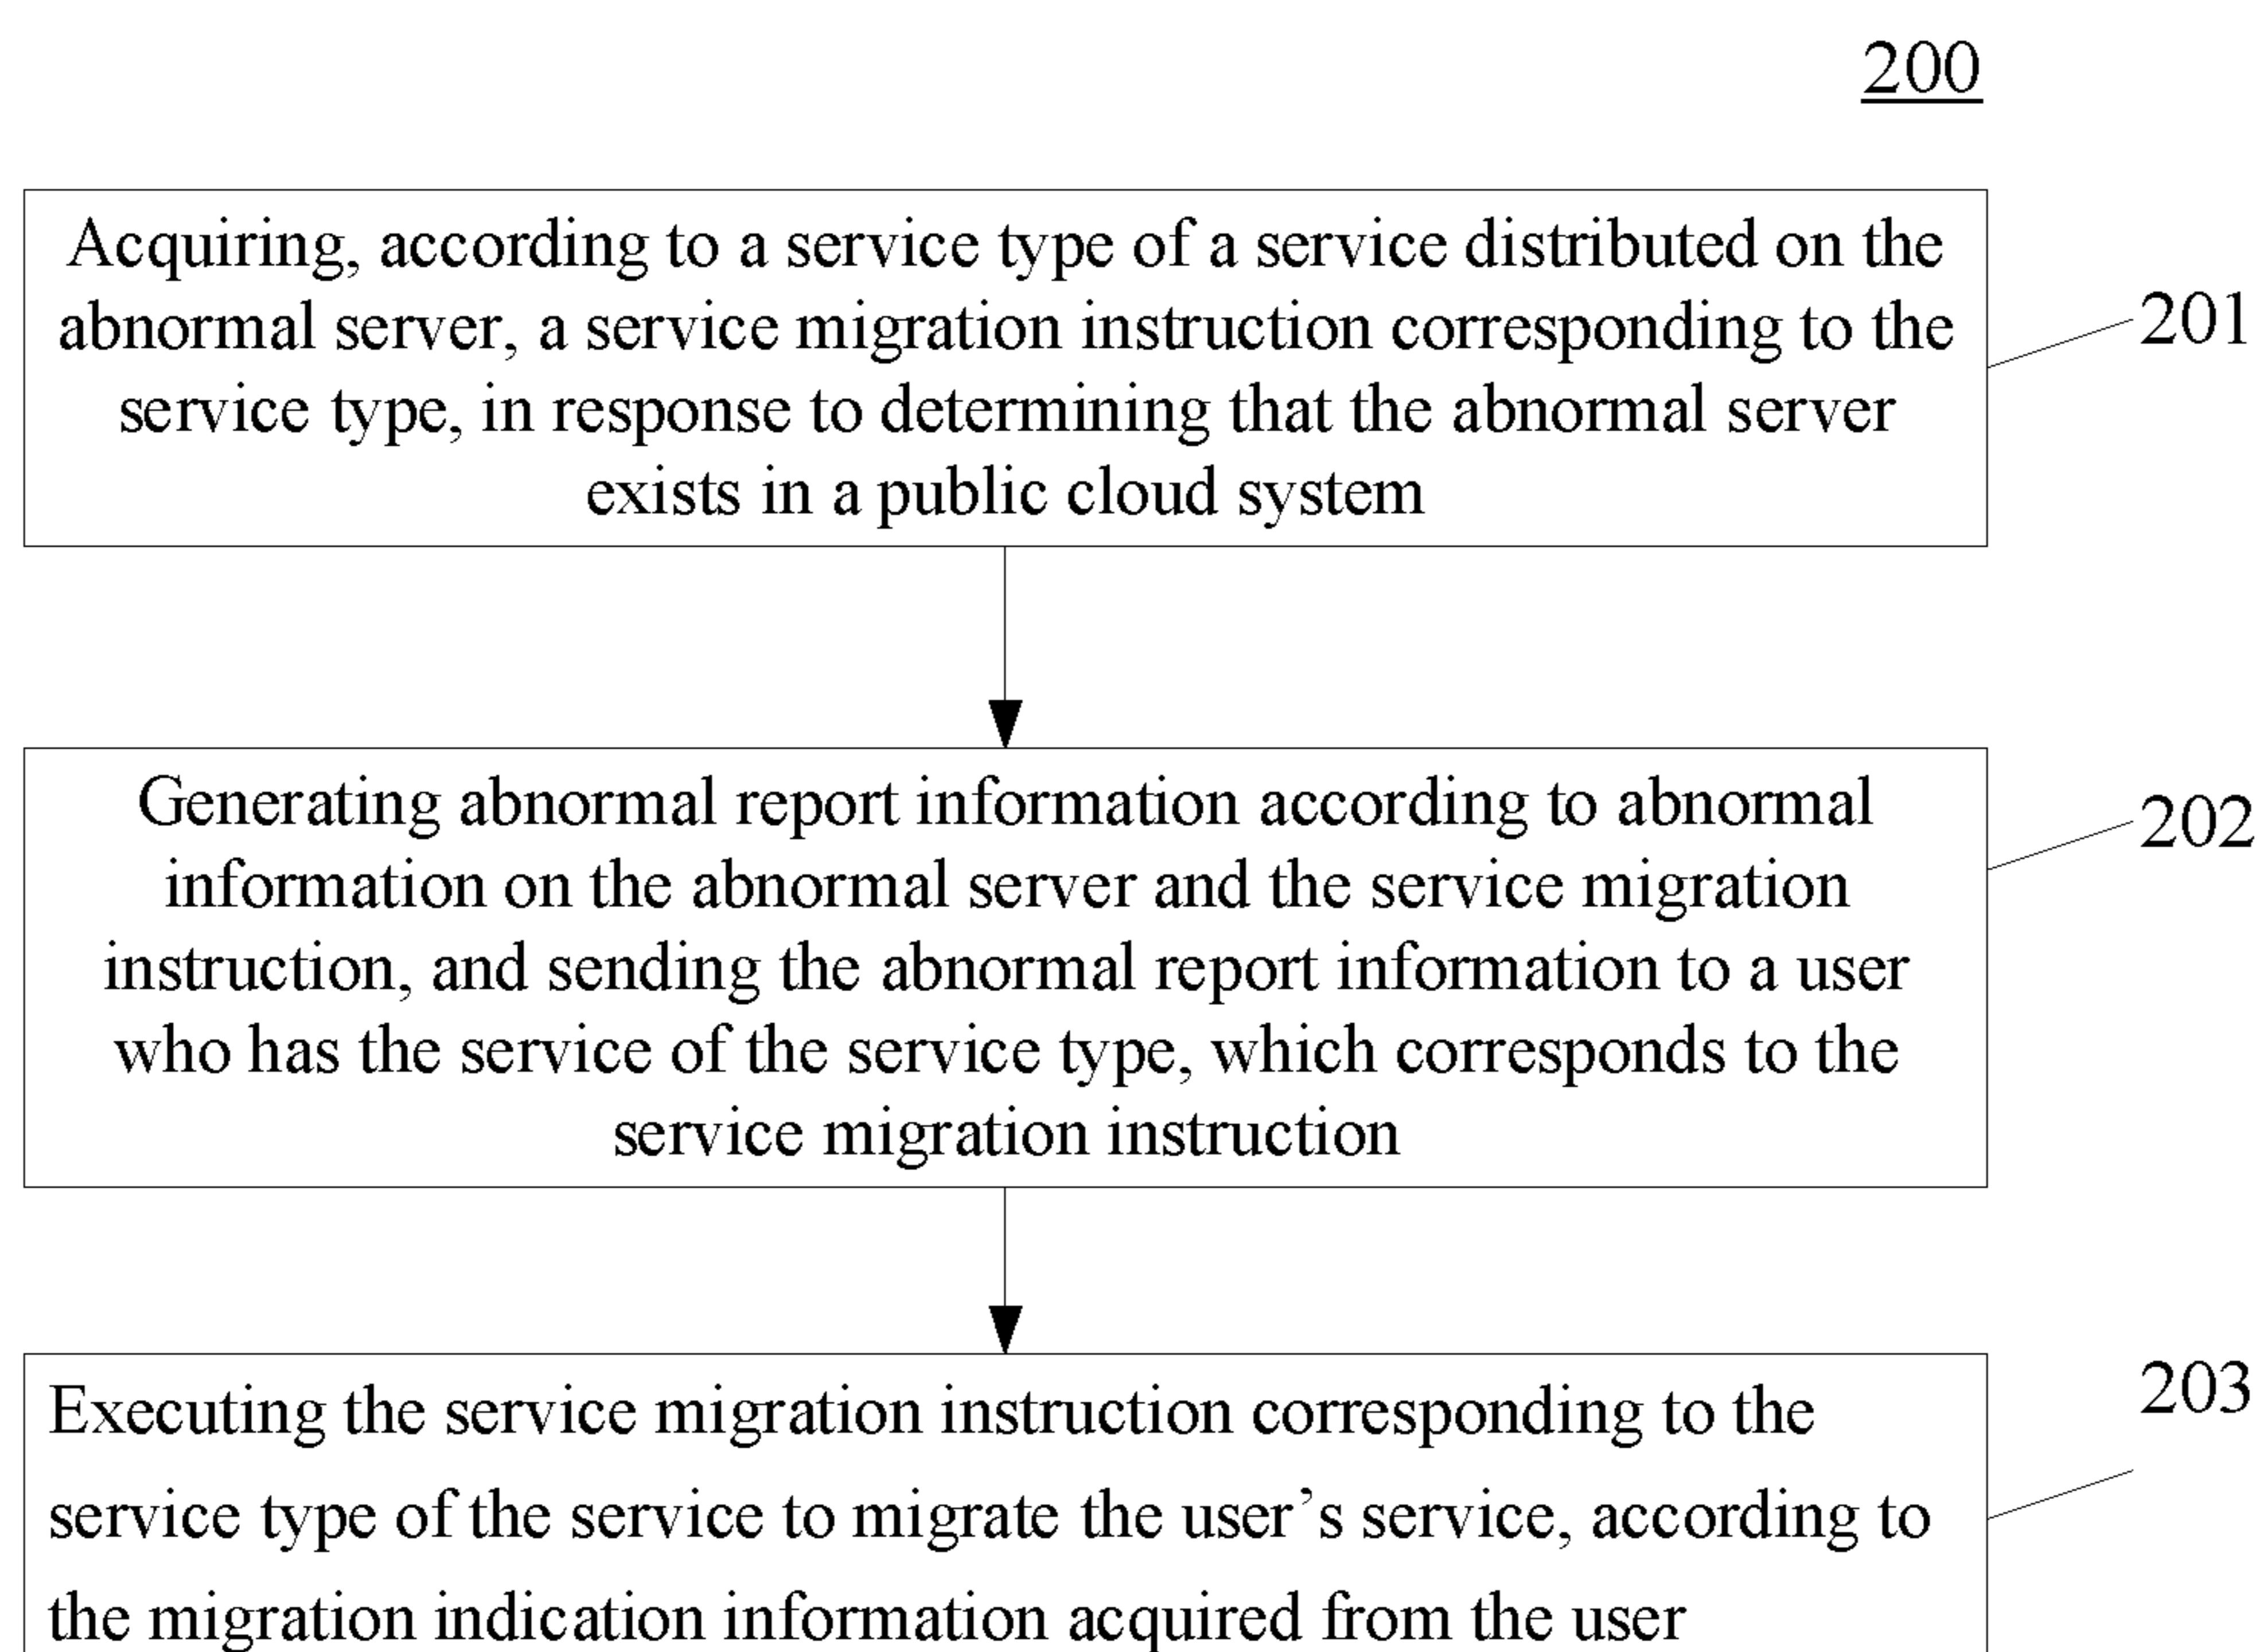 200
Acquiring, according to a service type of a service distributed on the
abnormal server, a service migration instruction corresponding to the
service type, in response to determining that the abnormal server
exists in a public cloud system
201
Generating abnormal report information according to abnormal
information on the abnormal server and the service migration
instruction, and sending the abnormal report information to a user
who has the service of the service type, which corresponds to the
service migration instruction
202
Executing the service migration instruction corresponding to the
service type of the service to migrate the user’s service, according to
the migration indication information acquired from the user
203